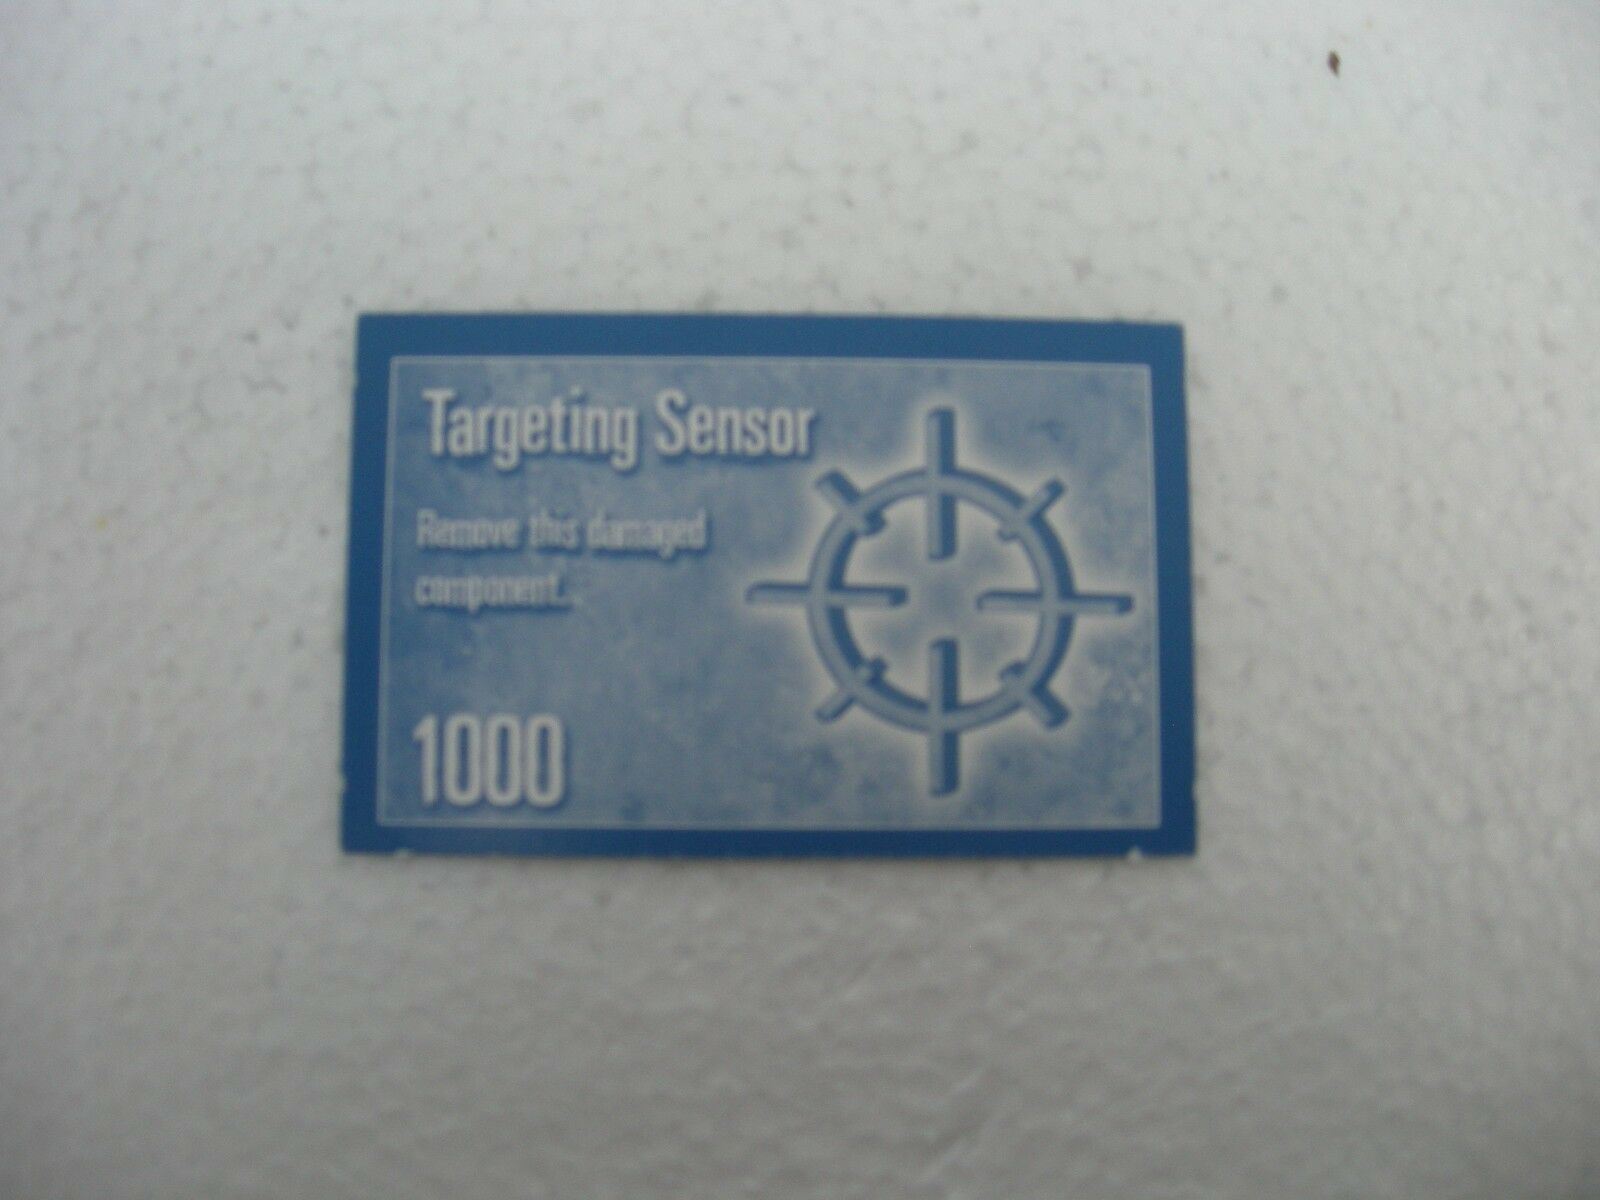 Targeting Sensor
Remove this damaged
component...
1000